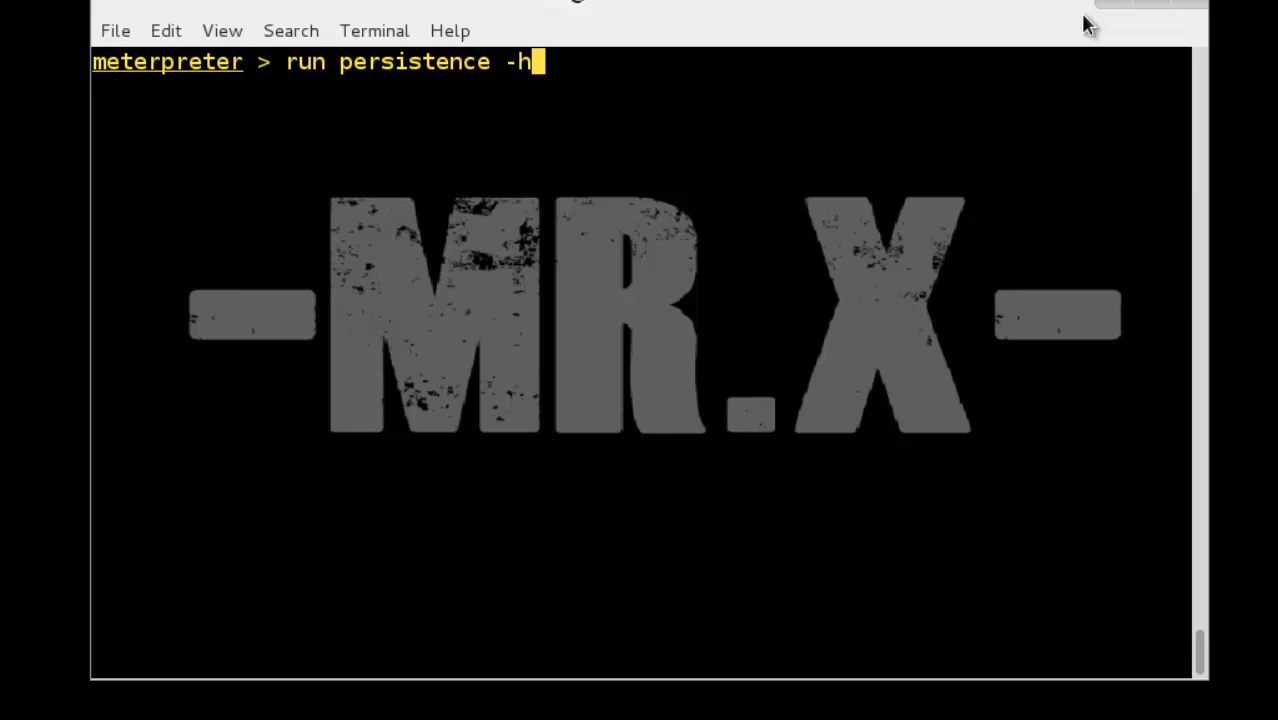 File Edit View Search Terminal Help
meterpreter > run persistence -h
-MR.X-